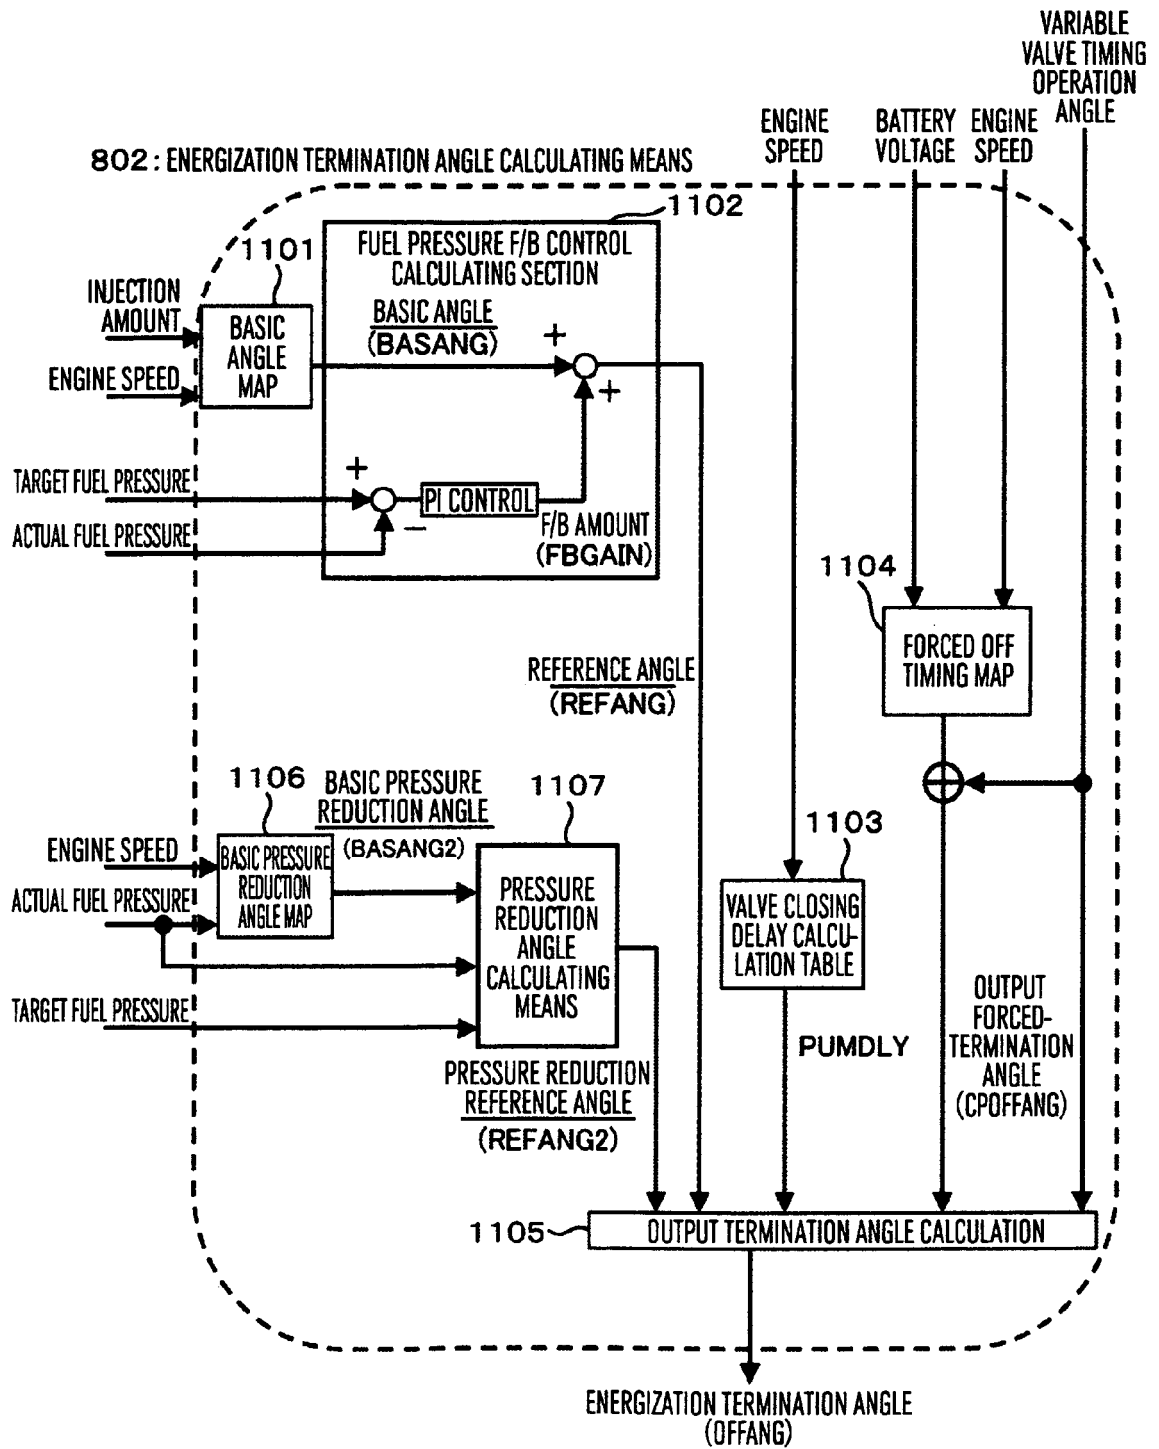 VARIABLE
VALVE TIMING
OPERATION
ANGLE
ENGINE
SPEED
BATTERY
VOLTAGE
ENGINE
SPEED
802: ENERGIZATION TERMINATION ANGLE CALCULATING MEANS
1102
1101
FUEL PRESSURE F/B CONTROL
CALCULATING SECTION
INJECTION
AMOUNT
BASIC
ANGLE
MAP
BASIC ANGLE
(BASANG)
+
+
ENGINE SPEED
TARGET FUEL PRESSURE
+
PI CONTROL
−
ACTUAL FUEL PRESSURE
F/B AMOUNT
(FBGAIN)
1104
FORCED OFF
TIMING MAP
REFERENCE ANGLE
(REFANG)
1106
BASIC PRESSURE
REDUCTION ANGLE
(BASANG2)
1107
1103
ENGINE SPEED
BASIC PRESSURE
REDUCTION
ANGLE MAP
ACTUAL FUEL PRESSURE
PRESSURE
REDUCTION
ANGLE
CALCULATING
MEANS
VALVE CLOSING
DELAY CALCU-
LATION TABLE
TARGET FUEL PRESSURE
PUMDLY
OUTPUT
FORCED-
TERMINATION
ANGLE
(CPOFFANG)
PRESSURE REDUCTION
REFERENCE ANGLE
(REFANG2)
1105
OUTPUT TERMINATION ANGLE CALCULATION
ENERGIZATION TERMINATION ANGLE
(OFFANG)